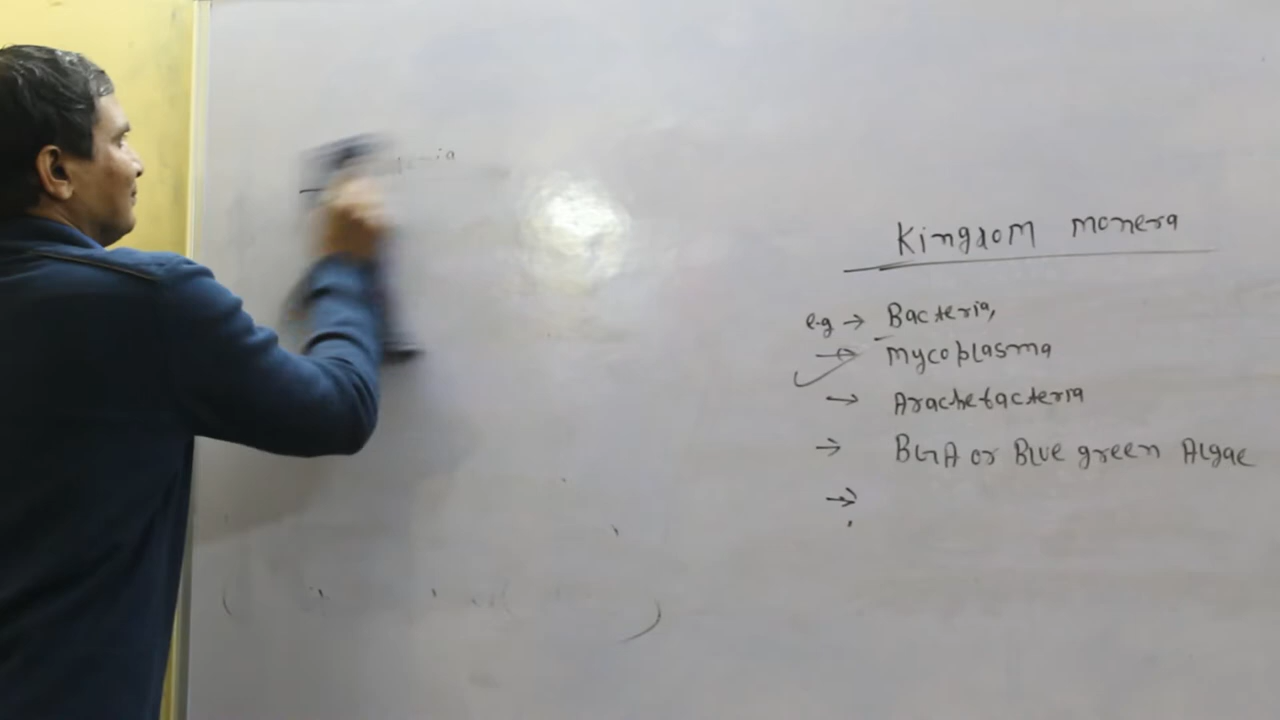 Kingdom monera
e.g → Bacteria,
→ mycoplasma
→ Arachebacteria
→ BGA or Blue green Algae
→